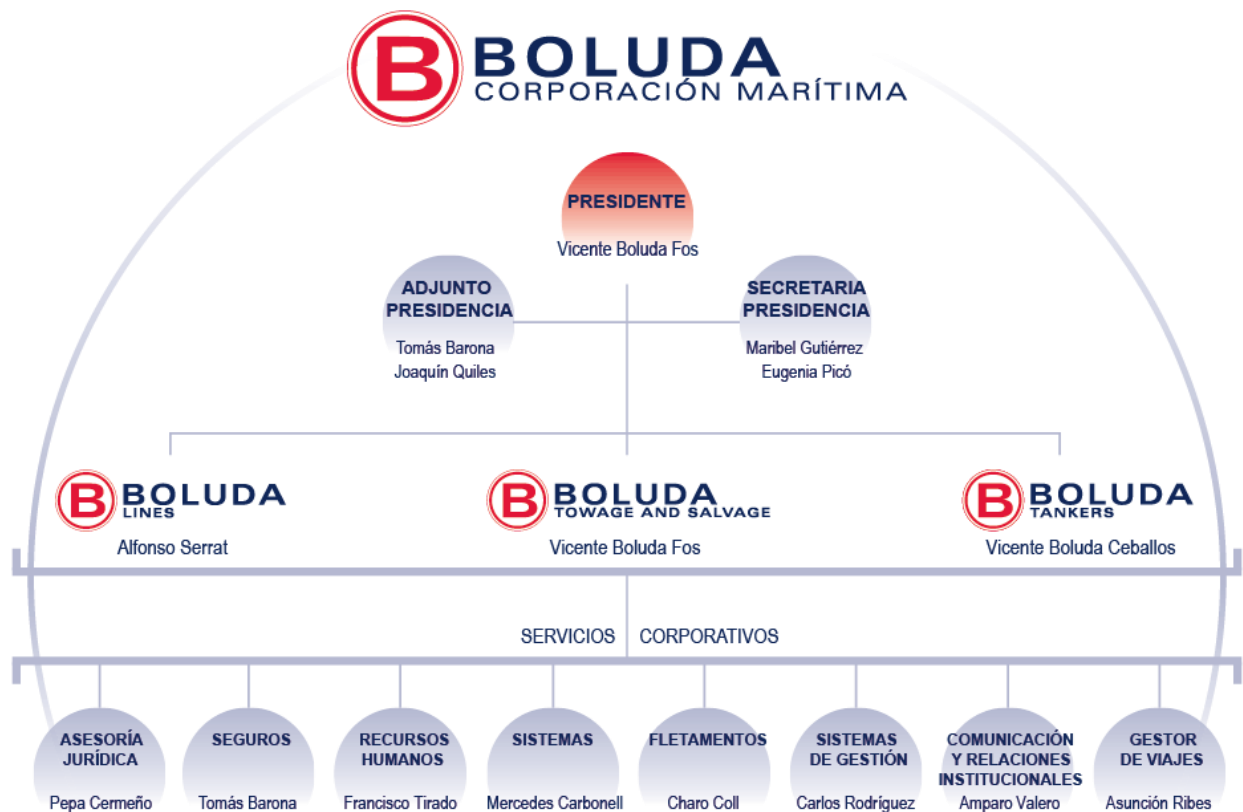 B BOLUDA
CORPORACIÓN MARÍTIMA
PRESIDENTE
Vicente Boluda Fos
ADJUNTO
PRESIDENCIA
Tomás Barona
Joaquín Quiles
SECRETARIA
PRESIDENCIA
Maribel Gutiérrez
Eugenia Picó
B BOLUDA
LINES
Alfonso Serrat
B BOLUDA
TOWAGE AND SALVAGE
Vicente Boluda Fos
B BOLUDA
TANKERS
Vicente Boluda Ceballos
SERVICIOS CORPORATIVOS
ASESORÍA
JURÍDICA
Pepa Cermeño
SEGUROS
Tomás Barona
RECURSOS
HUMANOS
Francisco Tirado
SISTEMAS
Mercedes Carbonell
FLETAMENTOS
Charo Coll
SISTEMAS
DE GESTIÓN
Carlos Rodríguez
COMUNICACIÓN
Y RELACIONES
INSTITUCIONALES
Amparo Valero
GESTOR
DE VIAJES
Asunción Ribes